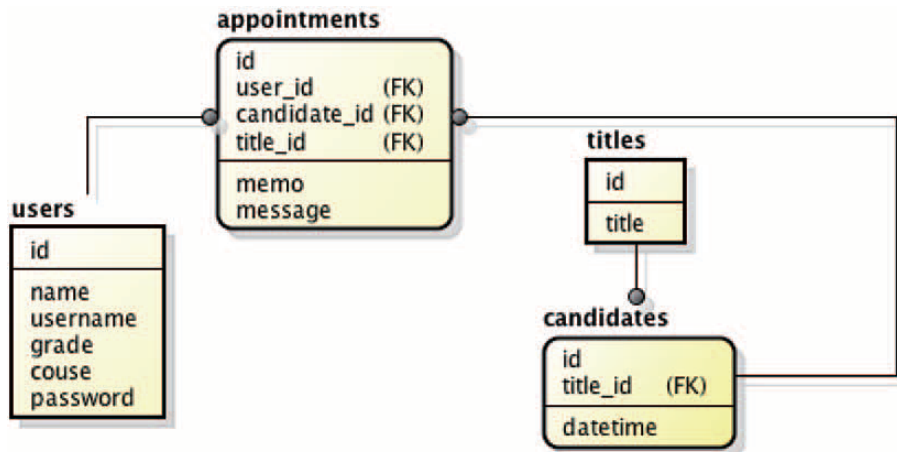 appointments
id
user_id (FK)
candidate_id (FK)
title_id (FK)
memo
message
users
id
name
username
grade
couse
password
titles
id
title
candidates
id
title_id (FK)
datetime